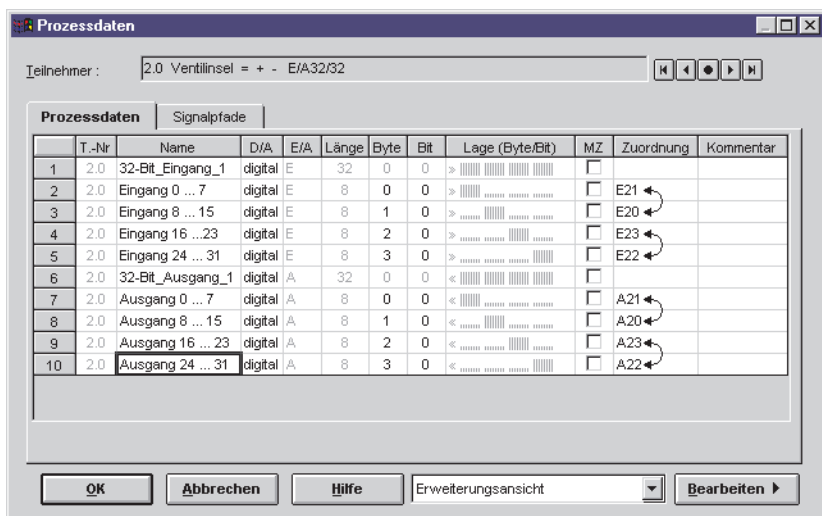 Prozessdaten
Teilnehmer : 2.0 Ventilinsel = + - E/A32/32
Prozessdaten Signalpfade
T.-Nr Name D/A E/A Länge Byte Bit Lage (Byte/Bit) MZ Zuordnung Kommentar
1 2.0 32-Bit_Eingang_1 digital E 32 0 0 »
2 2.0 Eingang 0 ... 7 digital E 8 0 0 » E21
3 2.0 Eingang 8 ... 15 digital E 8 1 0 » E20
4 2.0 Eingang 16 ...23 digital E 8 2 0 » E23
5 2.0 Eingang 24 ... 31 digital E 8 3 0 » E22
6 2.0 32-Bit_Ausgang_1 digital A 32 0 0 «
7 2.0 Ausgang 0 ... 7 digital A 8 0 0 « A21
8 2.0 Ausgang 8 ... 15 digital A 8 1 0 « A20
9 2.0 Ausgang 16 ... 23 digital A 8 2 0 « A23
10 2.0 Ausgang 24 ... 31 digital A 8 3 0 « A22
OK Abbrechen Hilfe Erweiterungsansicht Bearbeiten